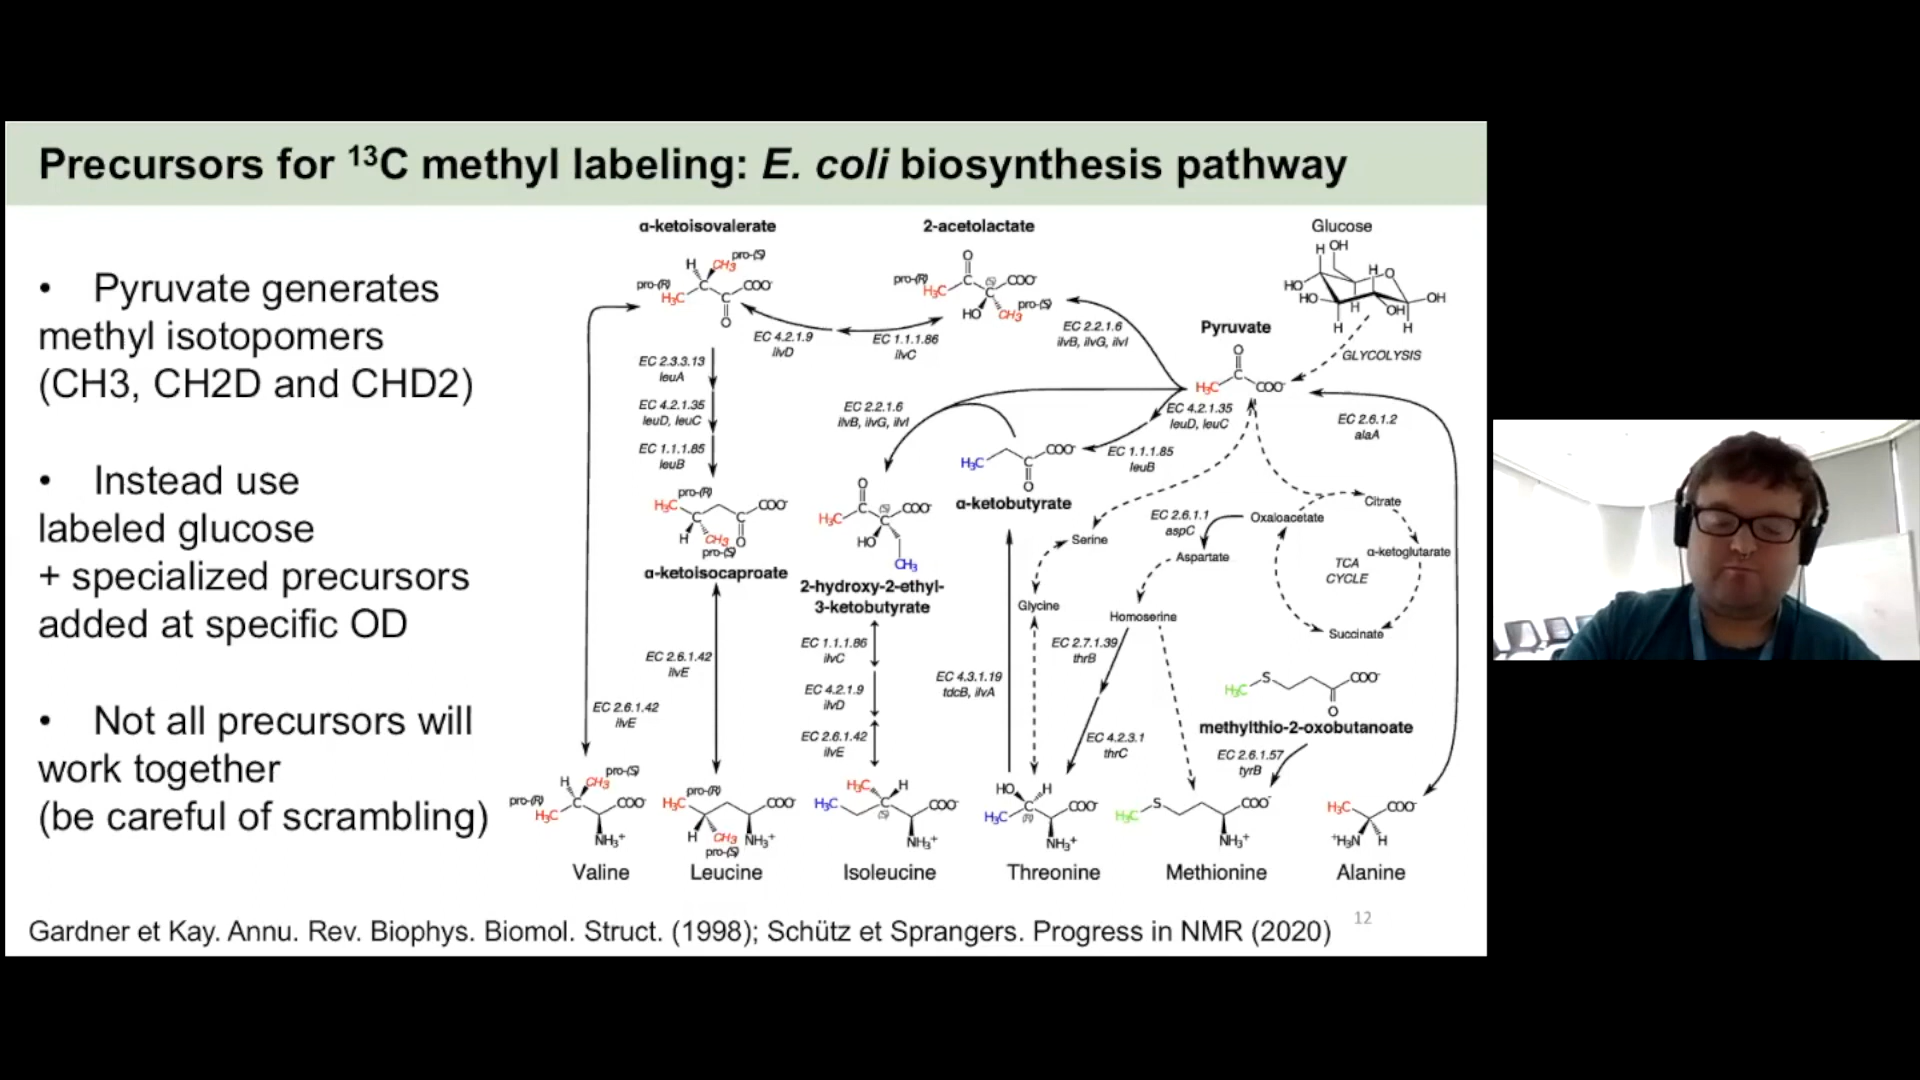 Precursors for ¹³C methyl labeling: E. coli biosynthesis pathway
• Pyruvate generates
methyl isotopomers
(CH3, CH2D and CHD2)
• Instead use
labeled glucose
+ specialized precursors
added at specific OD
• Not all precursors will
work together
(be careful of scrambling)
α-ketoisovalerate
pro-(S)
H
CH₃
pro-(R)
H₃C
C
COO⁻
C
O
2-acetolactate
O
pro-(R)
H₃C
C
(S)
COO⁻
C
pro-(S)
HO
CH₃
Glucose
H OH
H
O
HO
HO
OH
H
OH
H
H
EC 4.2.1.9
ilvD
EC 1.1.1.86
ilvC
EC 2.2.1.6
ilvB, ilvG, ilvI
Pyruvate
O
H₃C
C
COO⁻
GLYCOLYSIS
EC 2.3.3.13
leuA
EC 4.2.1.35
leuD, leuC
EC 1.1.1.85
leuB
EC 2.2.1.6
ilvB, ilvG, ilvI
EC 4.2.1.35
leuD, leuC
EC 1.1.1.85
leuB
EC 2.6.1.2
alaA
H₃C
COO⁻
C
O
α-ketobutyrate
pro-(R)
H₃C
C
COO⁻
C
H
CH₃ O
pro-(S)
α-ketoisocaproate
O
H₃C
C
(S)
COO⁻
C
HO
CH₃
2-hydroxy-2-ethyl-
3-ketobutyrate
Serine
Glycine
EC 2.6.1.1
aspC
Oxaloacetate
Aspartate
Homoserine
Citrate
α-ketoglutarate
TCA
CYCLE
Succinate
EC 2.6.1.42
ilvE
EC 2.6.1.42
ilvE
EC 1.1.1.86
ilvC
EC 4.2.1.9
ilvD
EC 2.6.1.42
ilvE
EC 4.3.1.19
tdcB, ilvA
EC 2.7.1.39
thrB
EC 4.2.3.1
thrC
H₃C
S
COO⁻
O
methylthio-2-oxobutanoate
EC 2.6.1.57
tyrB
H
pro-(S)
CH₃
pro-(R)
H₃C
C
COO⁻
NH₃⁺
Valine
pro-(R)
H₃C
C
COO⁻
H
CH₃
NH₃⁺
pro-(S)
Leucine
H₃C
H
H₃C
C
(S)
COO⁻
NH₃⁺
Isoleucine
HO
H
H₃C
C
(R)
COO⁻
NH₃⁺
Threonine
H₃C
S
COO⁻
NH₃⁺
Methionine
H₃C
COO⁻
⁺H₃N
H
Alanine
Gardner et Kay. Annu. Rev. Biophys. Biomol. Struct. (1998); Schütz et Sprangers. Progress in NMR (2020)
12